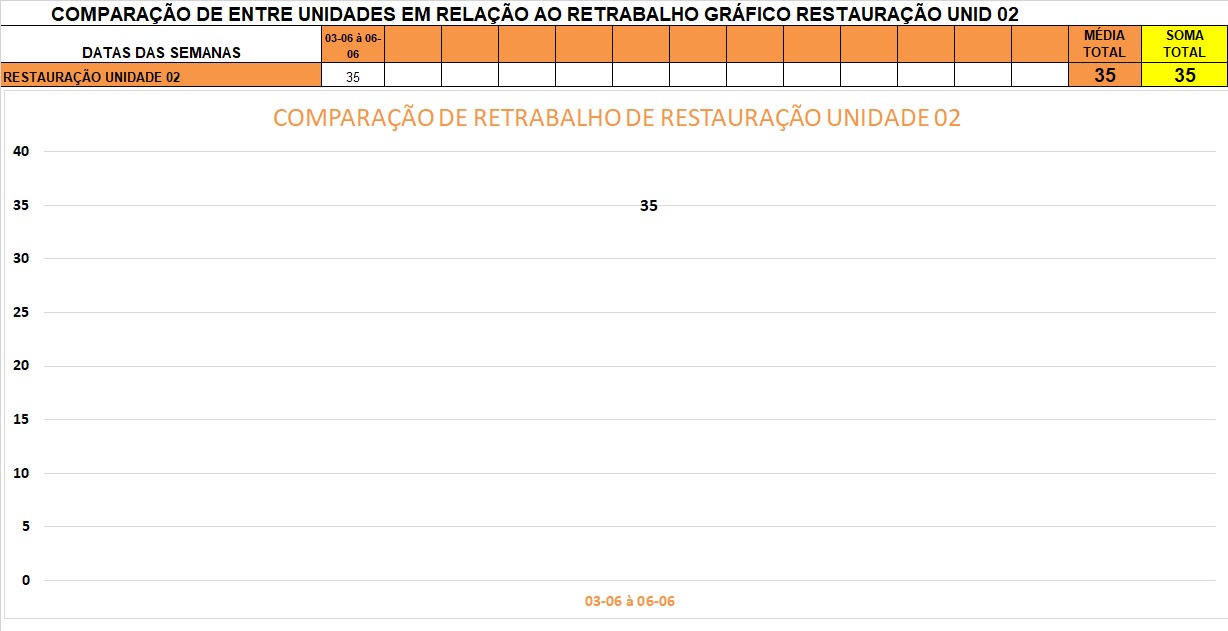 COMPARAÇÃO DE ENTRE UNIDADES EM RELAÇÃO AO RETRABALHO GRÁFICO RESTAURAÇÃO UNID 02
DATAS DAS SEMANAS
03-06 à 06-
06
MÉDIA
TOTAL
SOMA
TOTAL
RESTAURAÇÃO UNIDADE 02
35
35
35
COMPARAÇÃO DE RETRABALHO DE RESTAURAÇÃO UNIDADE 02
40
35
35
30
25
20
15
10
5
0
03-06 à 06-06